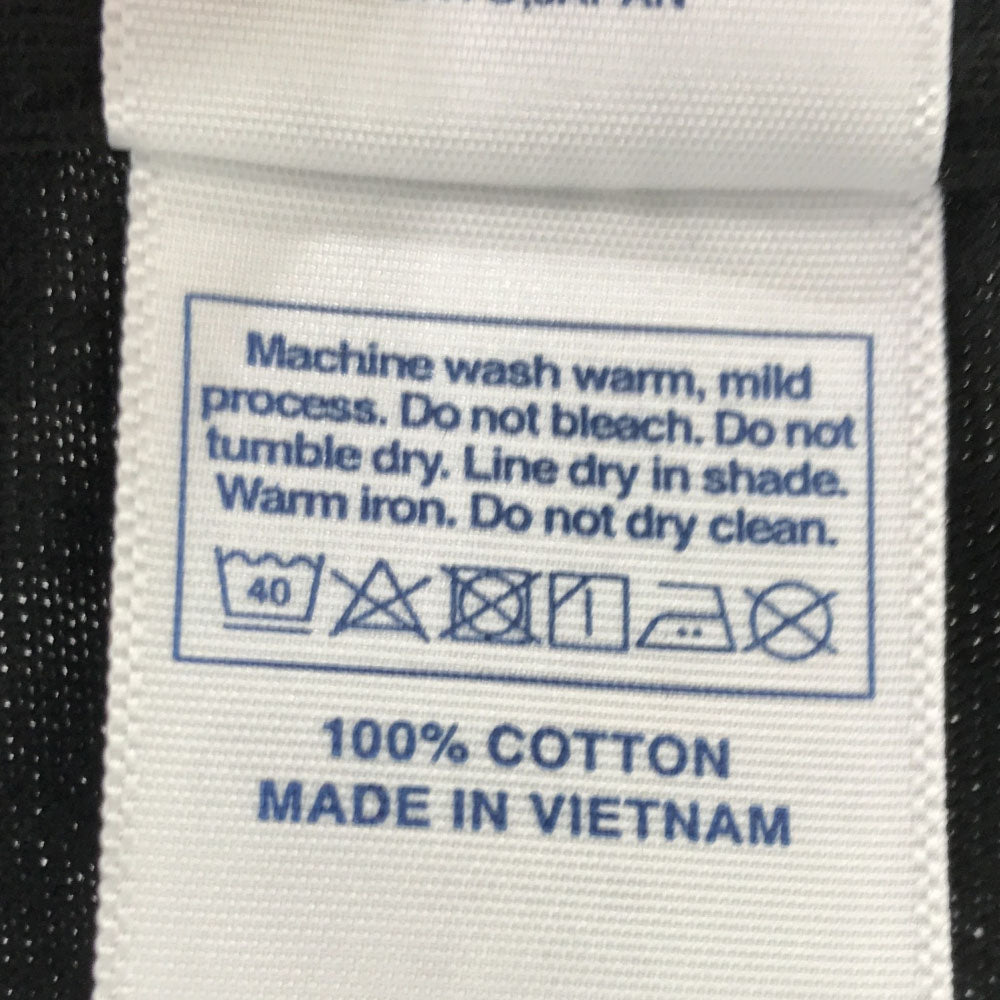 Machine wash warm, mild
process. Do not bleach. Do not
tumble dry. Line dry in shade.
Warm iron. Do not dry clean.
40
100% COTTON
MADE IN VIETNAM